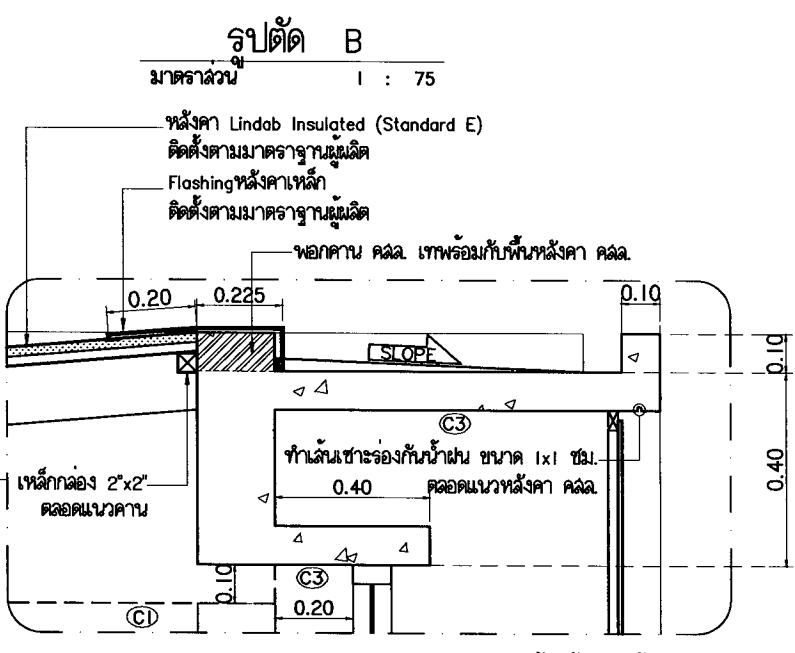 รูปตัด B
มาตราส่วน 1 : 75
หลังคา Lindab Insulated (Standard E)
ติดตั้งตามมาตราฐานผู้ผลิต
Flashingหลังคาเหล็ก
ติดตั้งตามมาตราฐานผู้ผลิต
พอกคาน คสล. เทพร้อมกับพื้นหลังคา คสล.
0.20
0.225
0.10
SLOPE
0.10
C3
ทำเส้นเซาะร่องกันน้ำฝน ขนาด 1x1 ซม.
ตลอดแนวหลังคา คสล.
เหล็กกล่อง 2"x2"
ตลอดแนวคาน
0.40
0.40
C3
0.10
0.20
C1